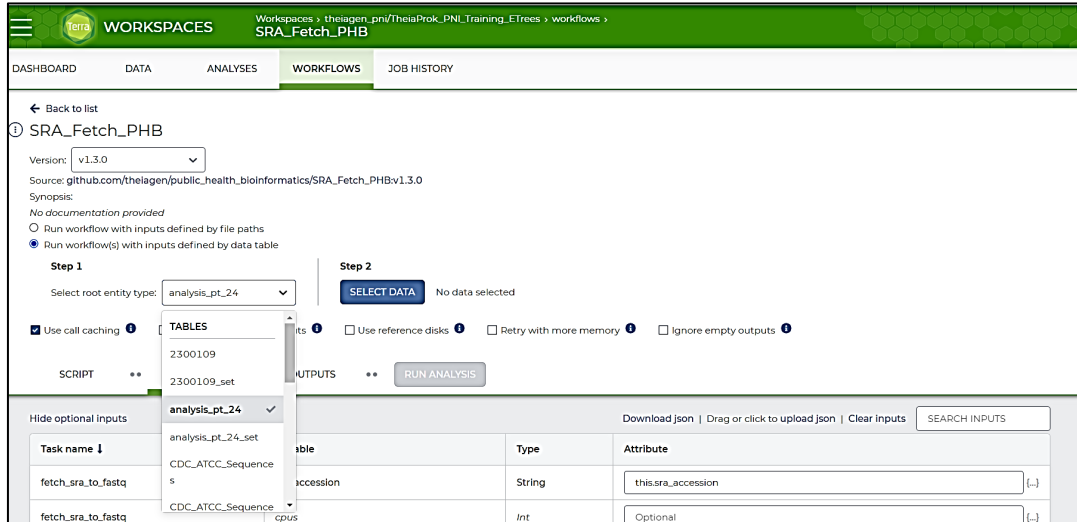 Terra
WORKSPACES
Workspaces › theiagen_pni/TheiaProk_PNI_Training_ETrees › workflows ›
SRA_Fetch_PHB
DASHBOARD DATA ANALYSES WORKFLOWS JOB HISTORY
Back to list
SRA_Fetch_PHB
Version: v1.3.0
Source: github.com/theiagen/public_health_bioinformatics/SRA_Fetch_PHB:v1.3.0
Synopsis:
No documentation provided
Run workflow with inputs defined by file paths
Run workflow(s) with inputs defined by data table
Step 1 Step 2
Select root entity type: analysis_pt_24 SELECT DATA No data selected
Use call caching ts Use reference disks Retry with more memory Ignore empty outputs
TABLES
2300109
2300109_set
analysis_pt_24
analysis_pt_24_set
CDC_ATCC_Sequence
s
CDC_ATCC_Sequence
SCRIPT OUTPUTS RUN ANALYSIS
Hide optional inputs Download json | Drag or click to upload json | Clear inputs SEARCH INPUTS
Task name ↓ able Type Attribute
fetch_sra_to_fastq accession String this.sra_accession {...}
fetch_sra_to_fastq cpus Int Optional {...}